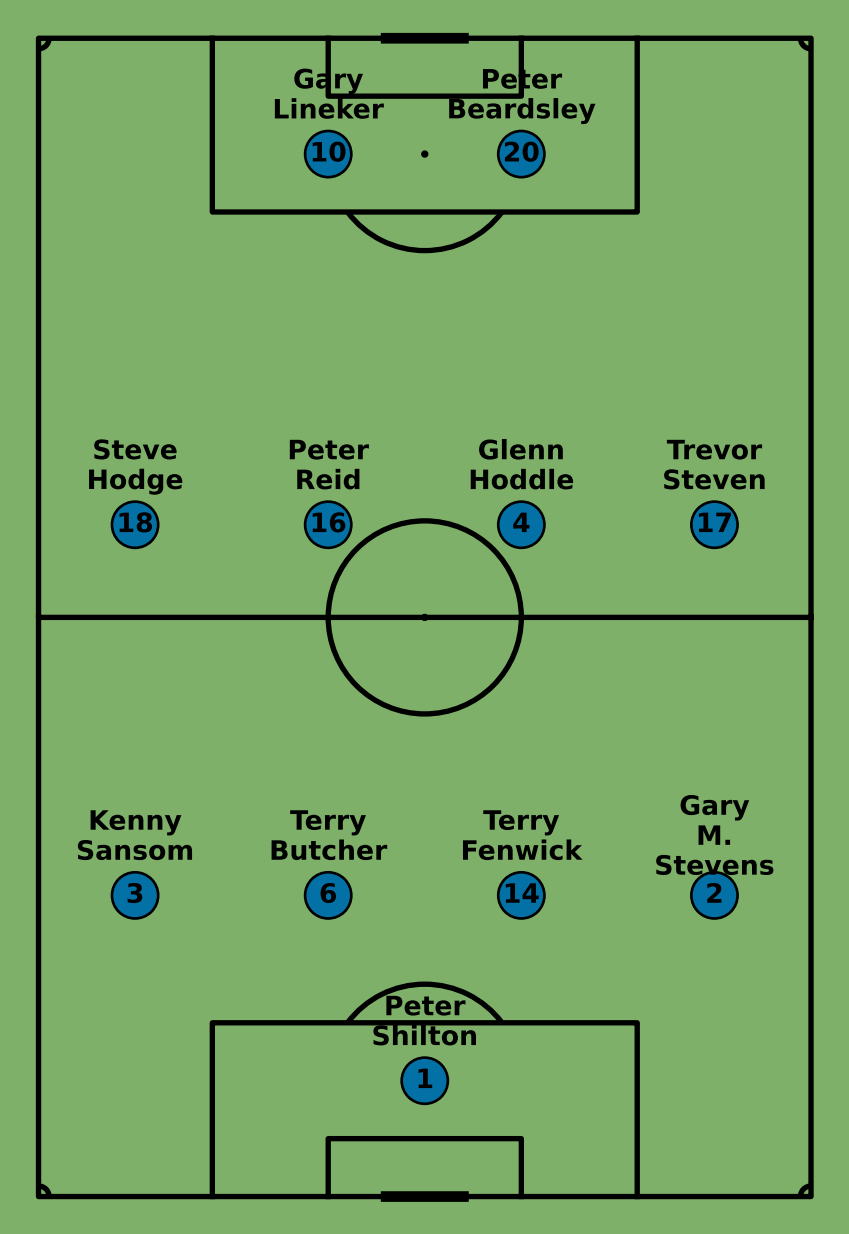 Gary
Lineker
10
Peter
Beardsley
20
Steve
Hodge
18
Peter
Reid
16
Glenn
Hoddle
4
Trevor
Steven
17
Kenny
Sansom
3
Terry
Butcher
6
Terry
Fenwick
14
Gary
M.
Stevens
2
Peter
Shilton
1